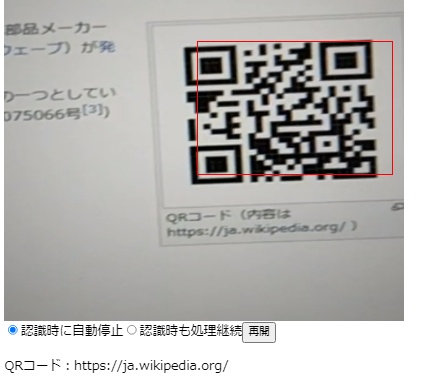 部品メーカー
ウェーブ）が発
の一つとしてい
075066号[3])
QRコード（内容は
https://ja.wikipedia.org/ ）
認識時に自動停止 認識時も処理継続 再開
QRコード：https://ja.wikipedia.org/